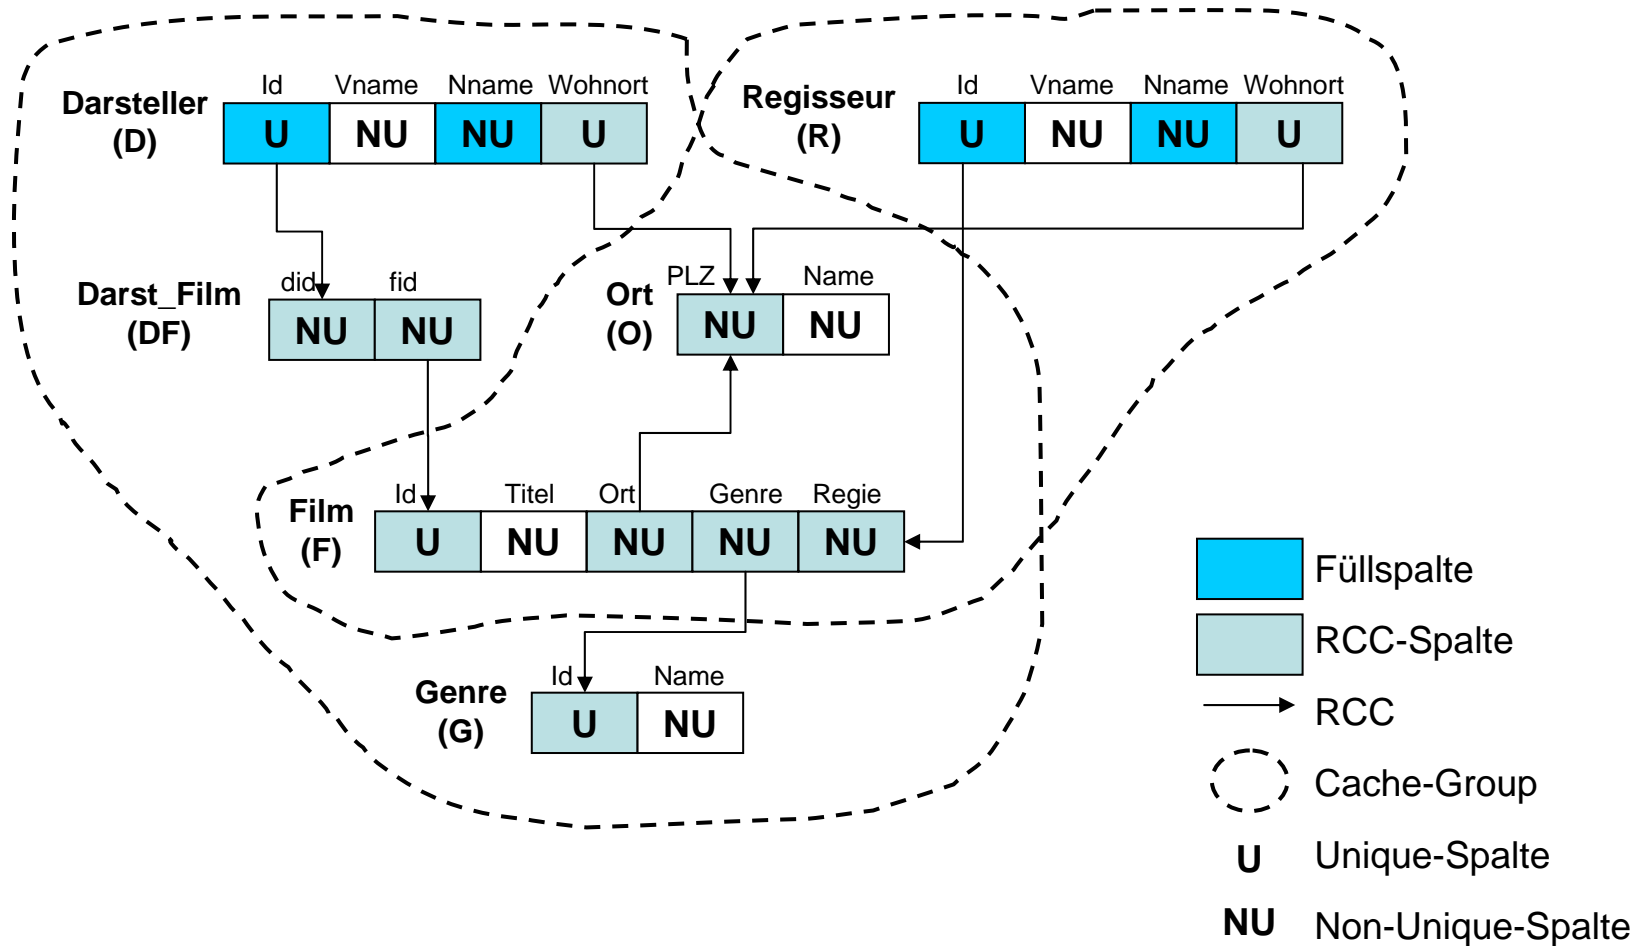 Id Vname Nname Wohnort
Darsteller
(D)
U NU NU U
Id Vname Nname Wohnort
Regisseur
(R)
U NU NU U
did fid
Darst_Film
(DF)
NU NU
PLZ Name
Ort
(O)
NU NU
Id Titel Ort Genre Regie
Film
(F)
U NU NU NU NU
Id Name
Genre
(G)
U NU
Füllspalte
RCC-Spalte
RCC
Cache-Group
U Unique-Spalte
NU Non-Unique-Spalte